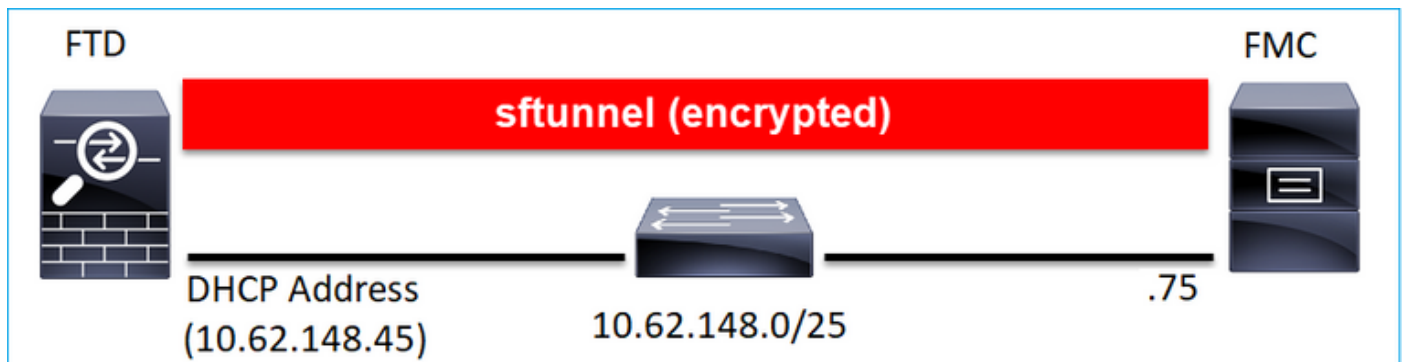 FTD
FMC
sftunnel (encrypted)
DHCP Address
(10.62.148.45)
10.62.148.0/25
.75